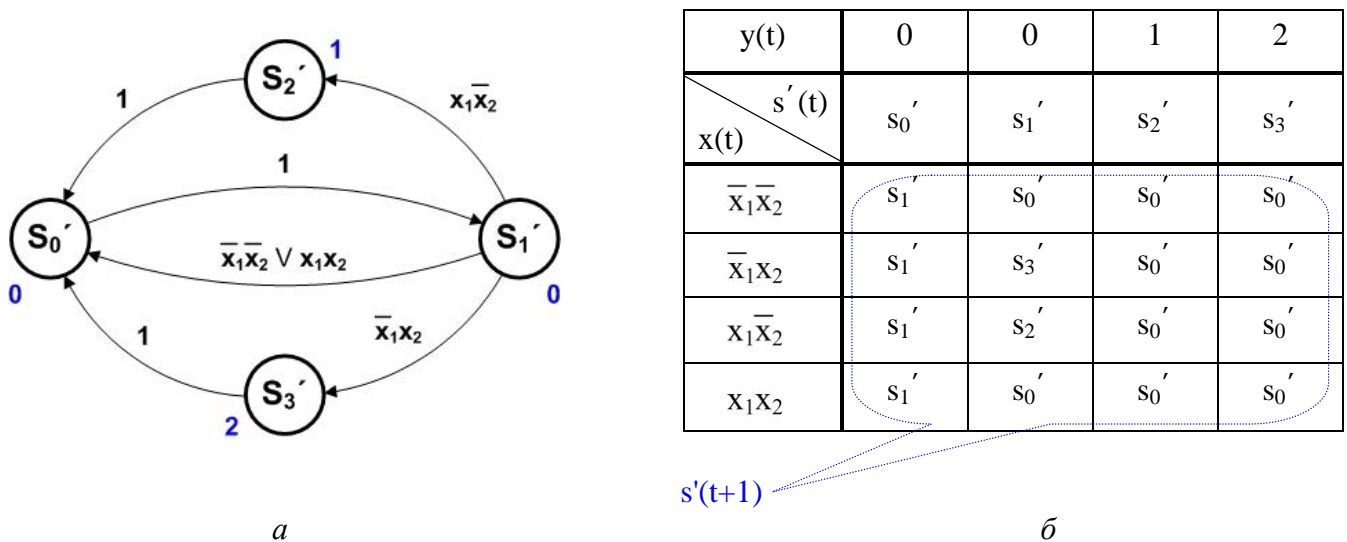 S₂´ 1
1
x₁x̅₂
1
S₀´
S₁´
x̅₁x̅₂ ∨ x₁x₂
0
0
1
x̅₁x₂
S₃´
2
а
y(t) 0 0 1 2
s′(t) x(t) s₀′ s₁′ s₂′ s₃′
x̅₁x̅₂ s₁′ s₀′ s₀′ s₀′
x̅₁x₂ s₁′ s₃′ s₀′ s₀′
x₁x̅₂ s₁′ s₂′ s₀′ s₀′
x₁x₂ s₁′ s₀′ s₀′ s₀′
s'(t+1)
б